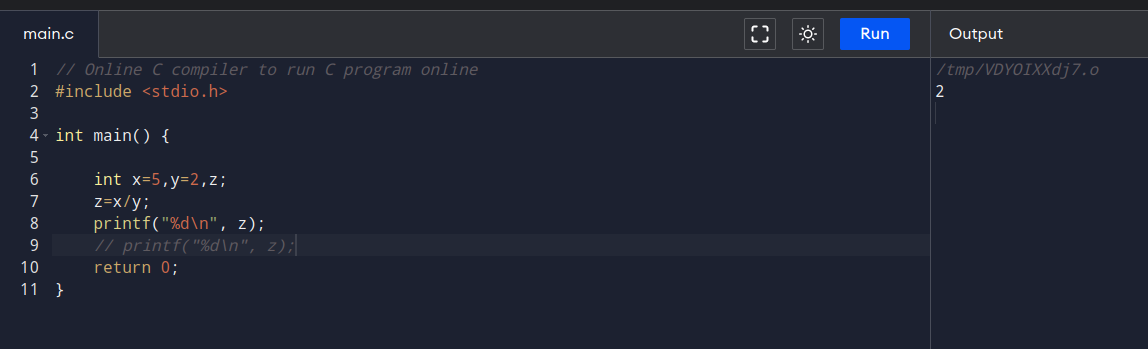 main.c
Run
Output
1 // Online C compiler to run C program online
2 #include <stdio.h>
3
4 int main() {
5
6     int x=5,y=2,z;
7     z=x/y;
8     printf("%d\n", z);
9     // printf("%d\n", z);
10     return 0;
11 }
/tmp/VDYOIXXdj7.o
2